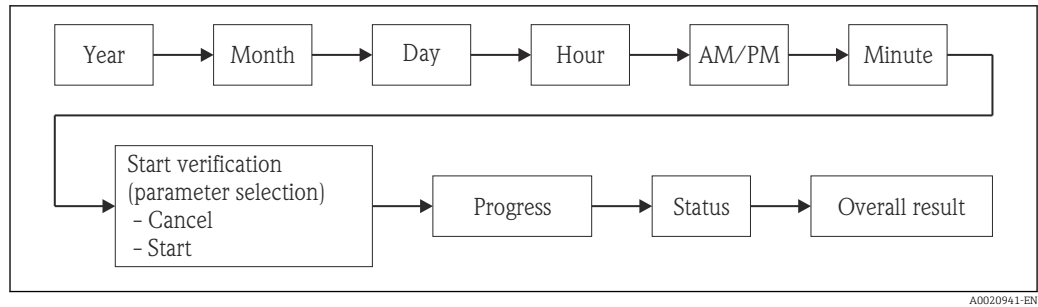 Year
Month
Day
Hour
AM/PM
Minute
Start verification
(parameter selection)
– Cancel
– Start
Progress
Status
Overall result
A0020941-EN